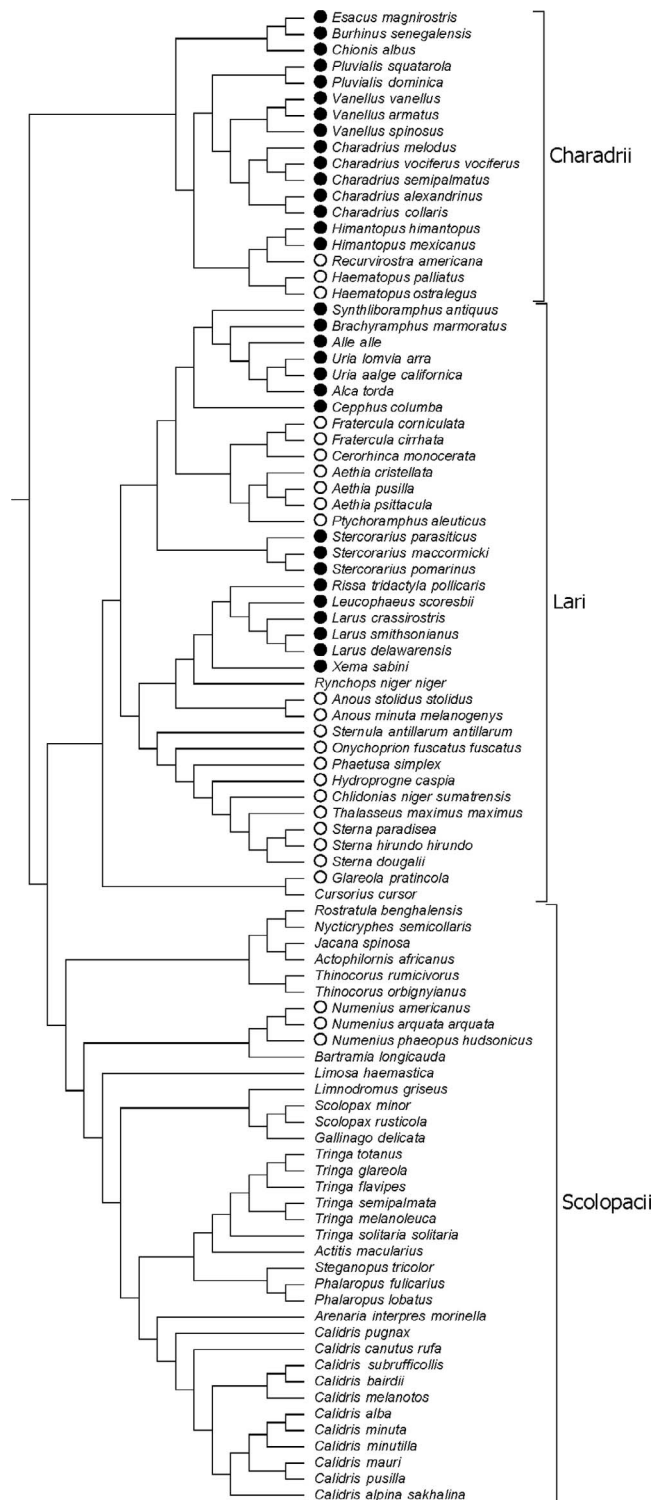 Esacus magnirostris
Burhinus senegalensis
Chionis albus
Pluvialis squatarola
Pluvialis dominica
Vanellus vanellus
Vanellus armatus
Vanellus spinosus
Charadrius melodus
Charadrius vociferus vociferus
Charadrius semipalmatus
Charadrius alexandrinus
Charadrius collaris
Himantopus himantopus
Himantopus mexicanus
Recurvirostra americana
Haematopus palliatus
Haematopus ostralegus
Charadrii
Synthliboramphus antiquus
Brachyramphus marmoratus
Alle alle
Uria lomvia arra
Uria aalge californica
Alca torda
Cepphus columba
Fratercula corniculata
Fratercula cirrhata
Cerorhinca monocerata
Aethia cristellata
Aethia pusilla
Aethia psittacula
Ptychoramphus aleuticus
Stercorarius parasiticus
Stercorarius maccormicki
Stercorarius pomarinus
Rissa tridactyla pollicaris
Leucophaeus scoresbii
Larus crassirostris
Larus smithsonianus
Larus delawarensis
Xema sabini
Rynchops niger niger
Anous stolidus stolidus
Anous minuta melanogenys
Sternula antillarum antillarum
Onychoprion fuscatus fuscatus
Phaetusa simplex
Hydroprogne caspia
Chlidonias niger sumatrensis
Thalasseus maximus maximus
Sterna paradisea
Sterna hirundo hirundo
Sterna dougalii
Glareola pratincola
Cursorius cursor
Lari
Rostratula benghalensis
Nycticryphes semicollaris
Jacana spinosa
Actophilornis africanus
Thinocorus rumicivorus
Thinocorus orbignyianus
Numenius americanus
Numenius arquata arquata
Numenius phaeopus hudsonicus
Bartramia longicauda
Limosa haemastica
Limnodromus griseus
Scolopax minor
Scolopax rusticola
Gallinago delicata
Tringa totanus
Tringa glareola
Tringa flavipes
Tringa semipalmata
Tringa melanoleuca
Tringa solitaria solitaria
Actitis macularius
Steganopus tricolor
Phalaropus fulicarius
Phalaropus lobatus
Arenaria interpres morinella
Calidris pugnax
Calidris canutus rufa
Calidris subrufficollis
Calidris bairdii
Calidris melanotos
Calidris alba
Calidris minuta
Calidris minutilla
Calidris mauri
Calidris pusilla
Calidris alpina sakhalina
Scolopacii